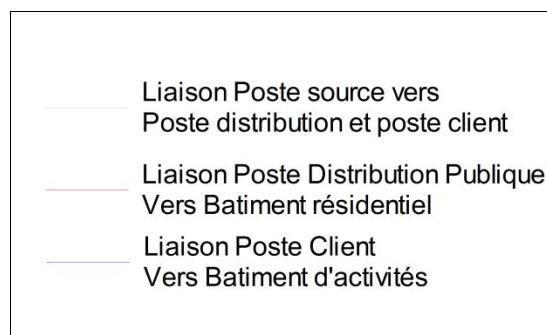 Liaison Poste source vers
Poste distribution et poste client
Liaison Poste Distribution Publique
Vers Batiment résidentiel
Liaison Poste Client
Vers Batiment d'activités